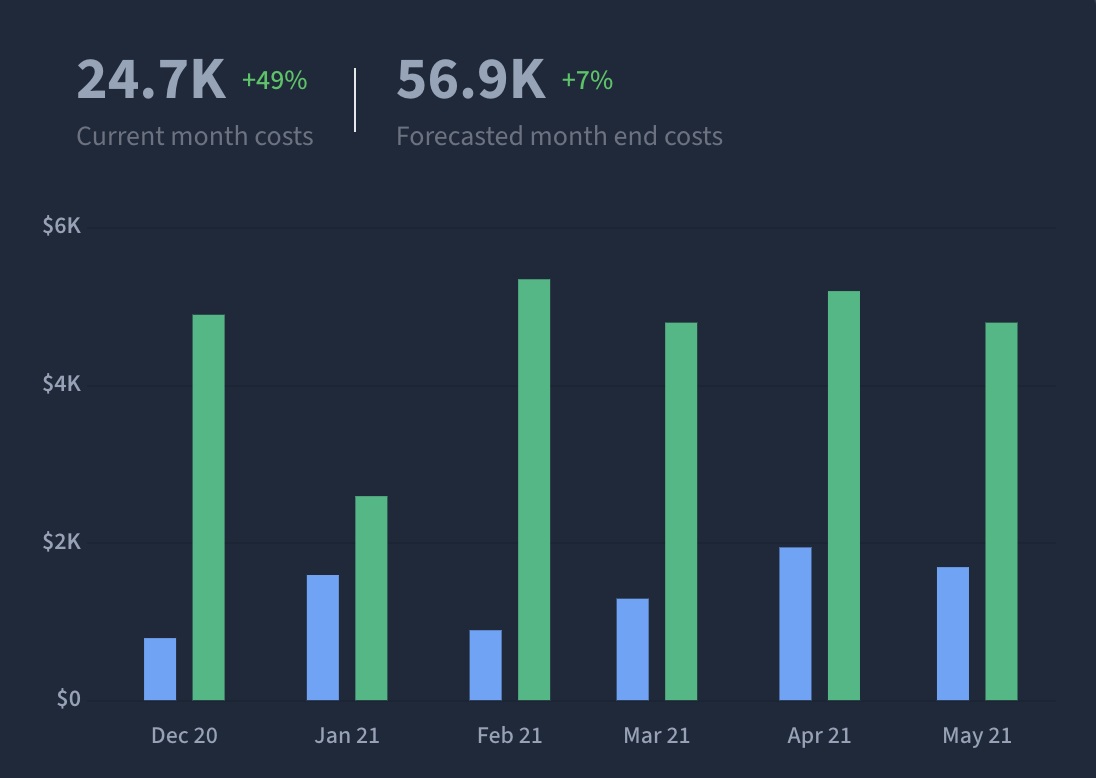 24.7K +49%
56.9K +7%
Current month costs
Forecasted month end costs
$6K
$4K
$2K
$0
Dec 20
Jan 21
Feb 21
Mar 21
Apr 21
May 21